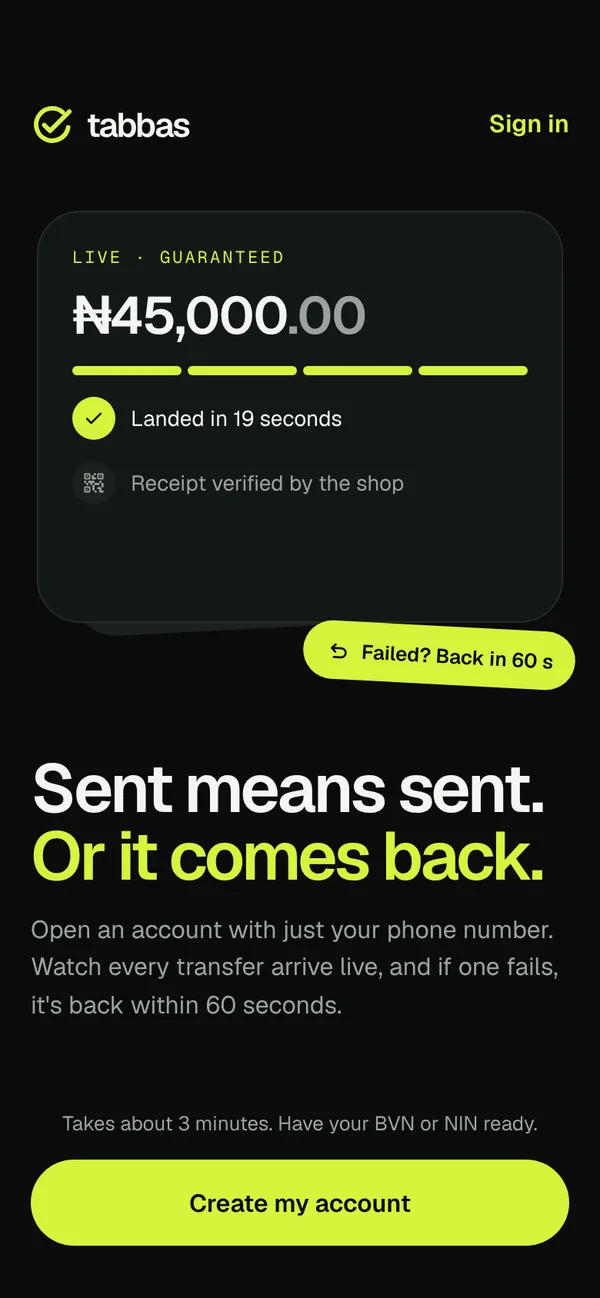 tabbas
Sign in
LIVE · GUARANTEED
₦45,000.00
Landed in 19 seconds
Receipt verified by the shop
Failed? Back in 60 s
Sent means sent.
Or it comes back.
Open an account with just your phone number.
Watch every transfer arrive live, and if one fails,
it's back within 60 seconds.
Takes about 3 minutes. Have your BVN or NIN ready.
Create my account